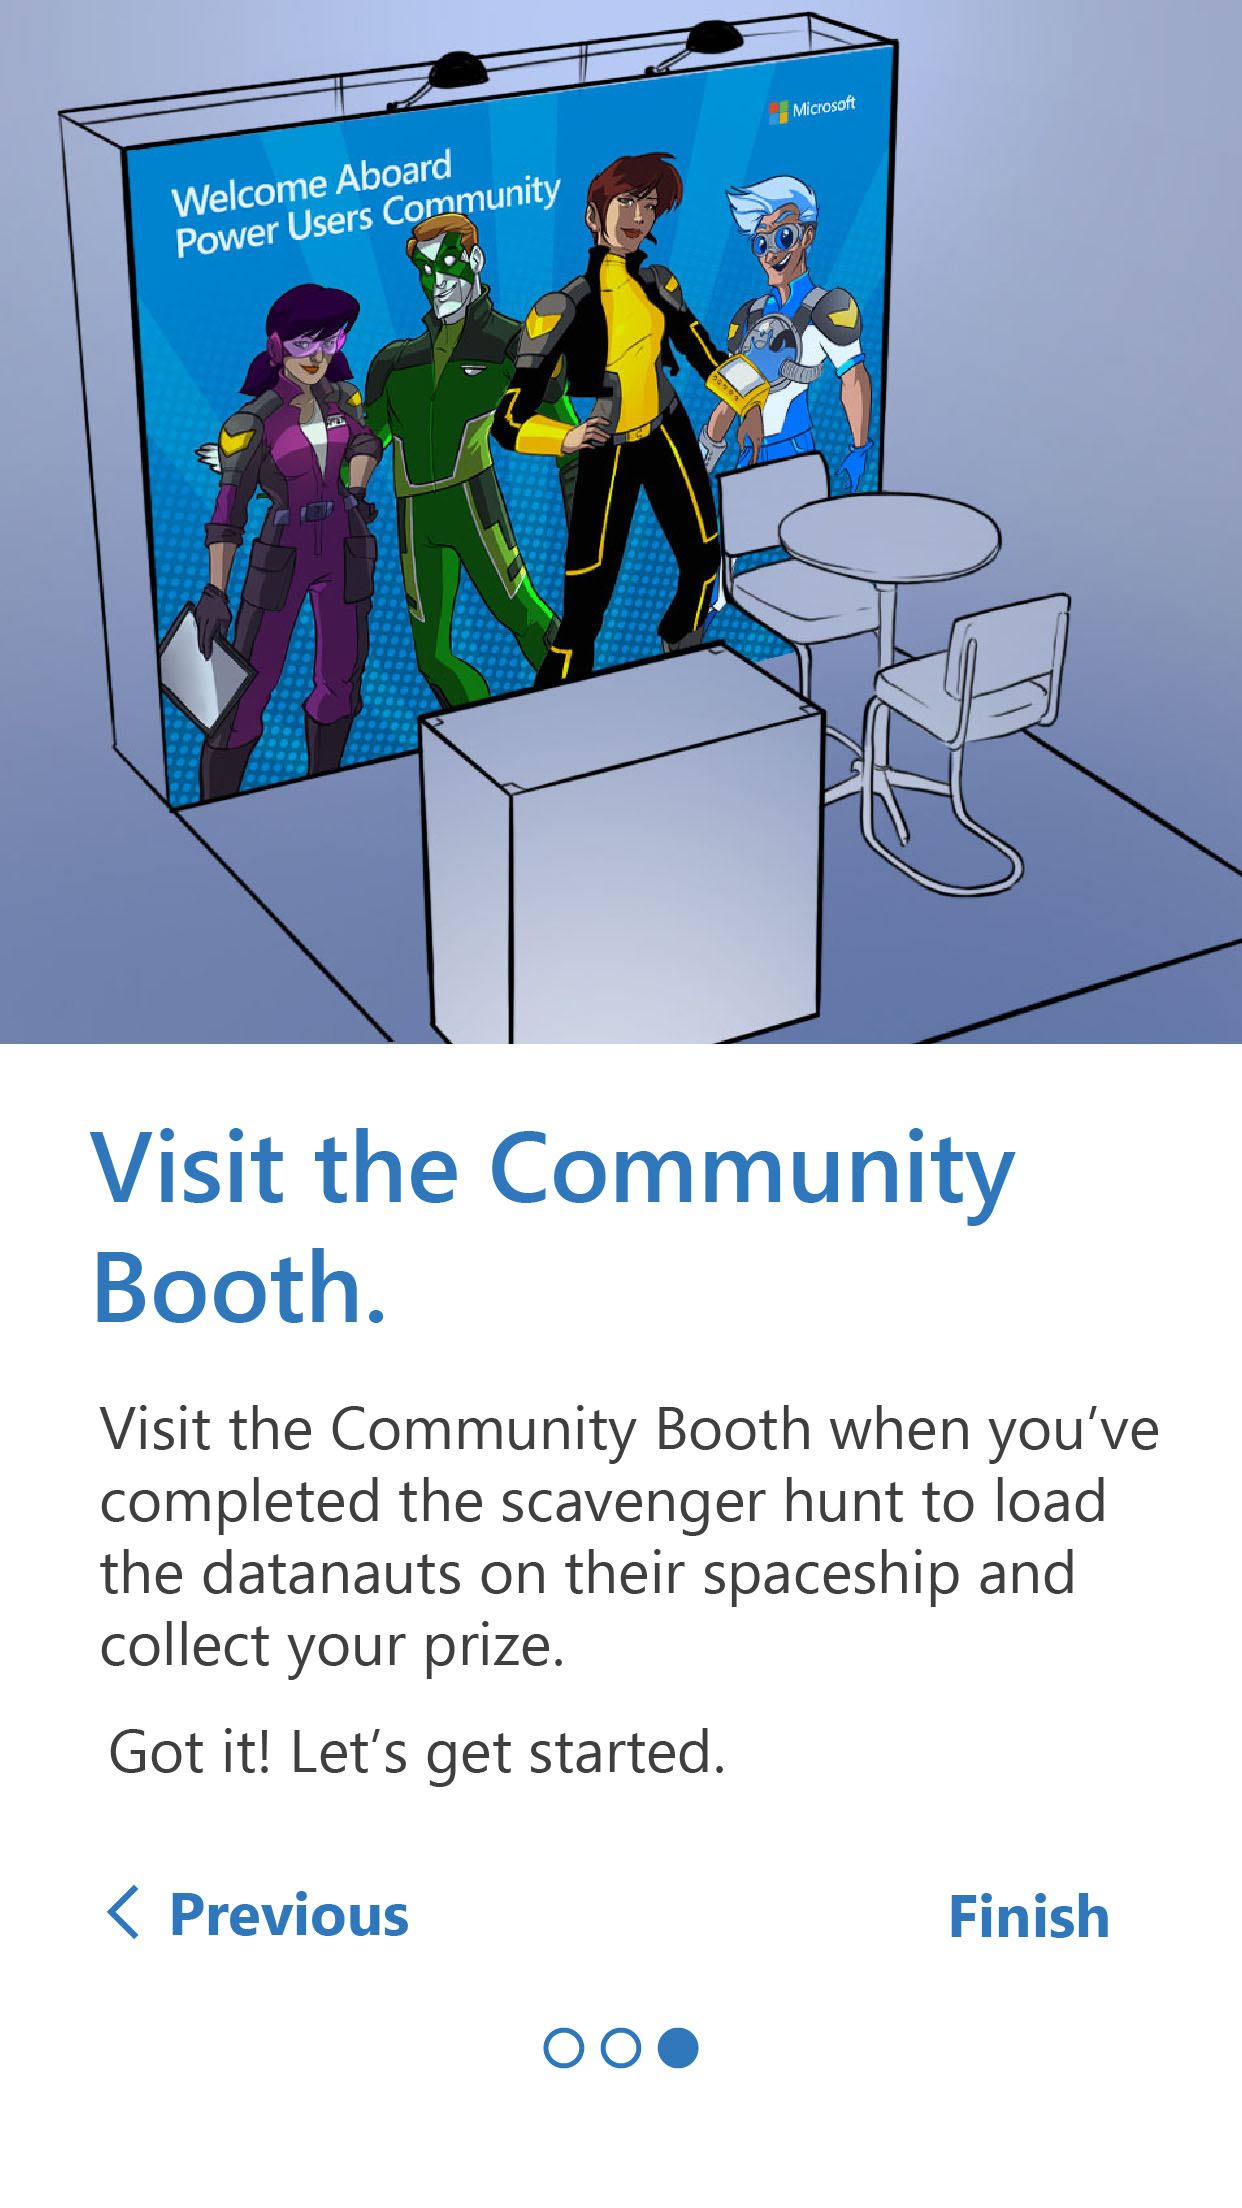 Microsoft
Welcome Aboard
Power Users Community
Visit the Community
Booth.
Visit the Community Booth when you’ve
completed the scavenger hunt to load
the datanauts on their spaceship and
collect your prize.
Got it! Let’s get started.
Previous
Finish